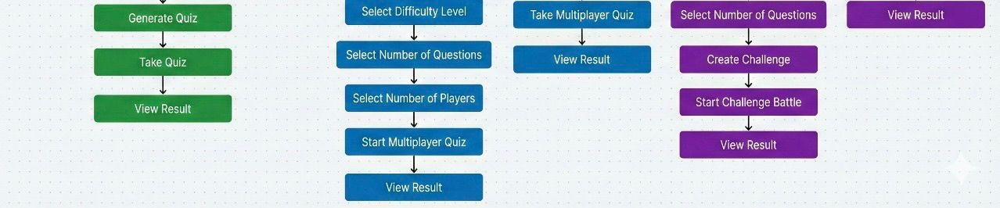 Generate Quiz
Take Quiz
View Result
Select Difficulty Level
Select Number of Questions
Select Number of Players
Start Multiplayer Quiz
View Result
Take Multiplayer Quiz
View Result
Select Number of Questions
Create Challenge
Start Challenge Battle
View Result
View Result